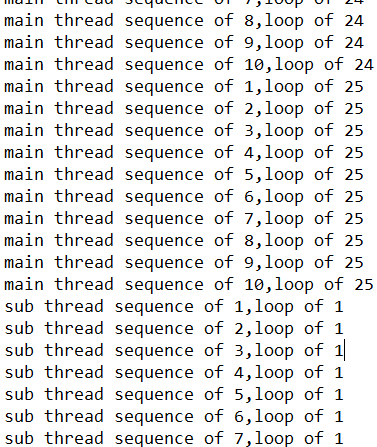 main thread sequence of 7,loop of 24
main thread sequence of 8,loop of 24
main thread sequence of 9,loop of 24
main thread sequence of 10,loop of 24
main thread sequence of 1,loop of 25
main thread sequence of 2,loop of 25
main thread sequence of 3,loop of 25
main thread sequence of 4,loop of 25
main thread sequence of 5,loop of 25
main thread sequence of 6,loop of 25
main thread sequence of 7,loop of 25
main thread sequence of 8,loop of 25
main thread sequence of 9,loop of 25
main thread sequence of 10,loop of 25
sub thread sequence of 1,loop of 1
sub thread sequence of 2,loop of 1
sub thread sequence of 3,loop of 1
sub thread sequence of 4,loop of 1
sub thread sequence of 5,loop of 1
sub thread sequence of 6,loop of 1
sub thread sequence of 7,loop of 1